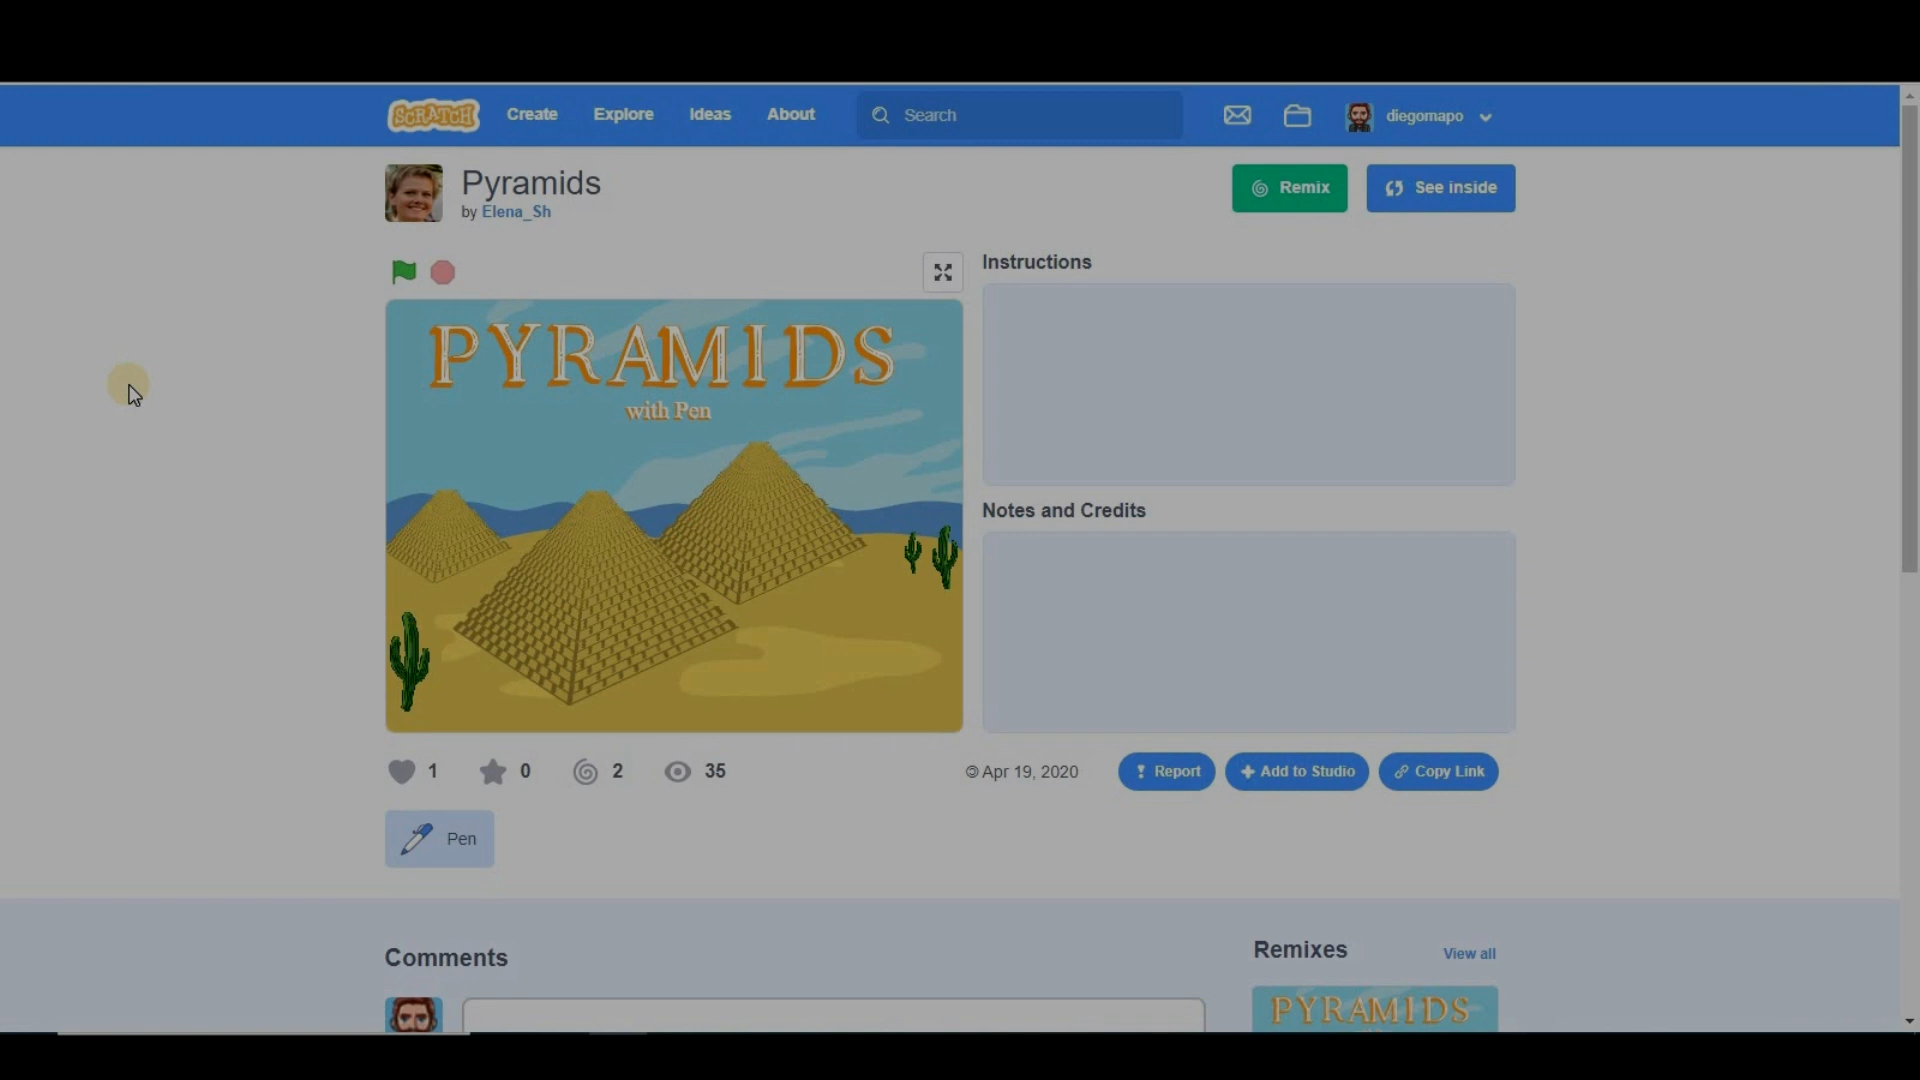 SCRATCH Create Explore Ideas About Search diegomapo
Pyramids
by Elena_Sh
Remix See inside
Instructions
PYRAMIDS
with Pen
Notes and Credits
1 0 2 35 Apr 19, 2020 Report Add to Studio Copy Link
Pen
Comments
Remixes View all
PYRAMIDS